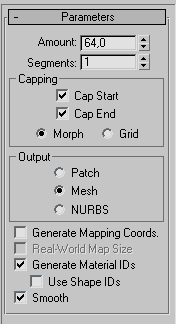 - Parameters
Amount: 64,0
Segments: 1
Capping
Cap Start
Cap End
Morph Grid
Output
Patch
Mesh
NURBS
Generate Mapping Coords.
Real-World Map Size
Generate Material IDs
Use Shape IDs
Smooth